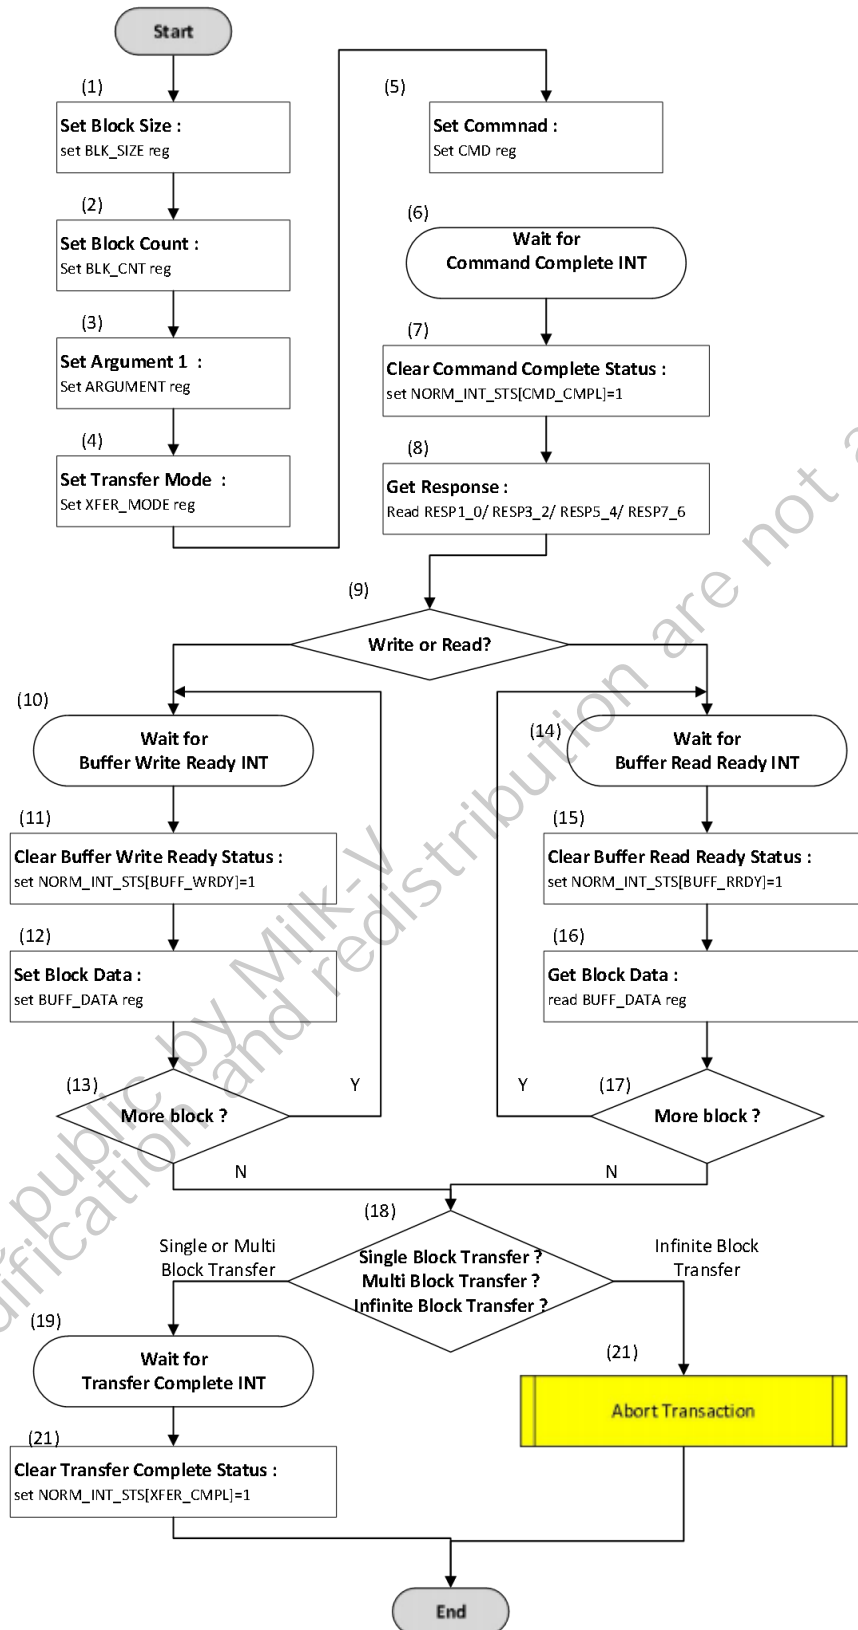 Start
(1)
Set Block Size :
set BLK_SIZE reg
(2)
Set Block Count :
Set BLK_CNT reg
(3)
Set Argument 1 :
Set ARGUMENT reg
(4)
Set Transfer Mode :
Set XFER_MODE reg
(5)
Set Commnad :
Set CMD reg
(6)
Wait for
Command Complete INT
(7)
Clear Command Complete Status :
set NORM_INT_STS[CMD_CMPL]=1
(8)
Get Response :
Read RESP1_0/ RESP3_2/ RESP5_4/ RESP7_6
(9)
Write or Read?
(10)
Wait for
Buffer Write Ready INT
(11)
Clear Buffer Write Ready Status :
set NORM_INT_STS[BUFF_WRDY]=1
(12)
Set Block Data :
set BUFF_DATA reg
(13)
More block ?
Y
N
(14)
Wait for
Buffer Read Ready INT
(15)
Clear Buffer Read Ready Status :
set NORM_INT_STS[BUFF_RRDY]=1
(16)
Get Block Data :
read BUFF_DATA reg
(17)
More block ?
Y
N
(18)
Single Block Transfer ?
Multi Block Transfer ?
Infinite Block Transfer ?
Single or Multi
Block Transfer
Infinite Block
Transfer
(19)
Wait for
Transfer Complete INT
(21)
Clear Transfer Complete Status :
set NORM_INT_STS[XFER_CMPL]=1
(21)
Abort Transaction
End
public by Milk-V
dification and redistribution are not a